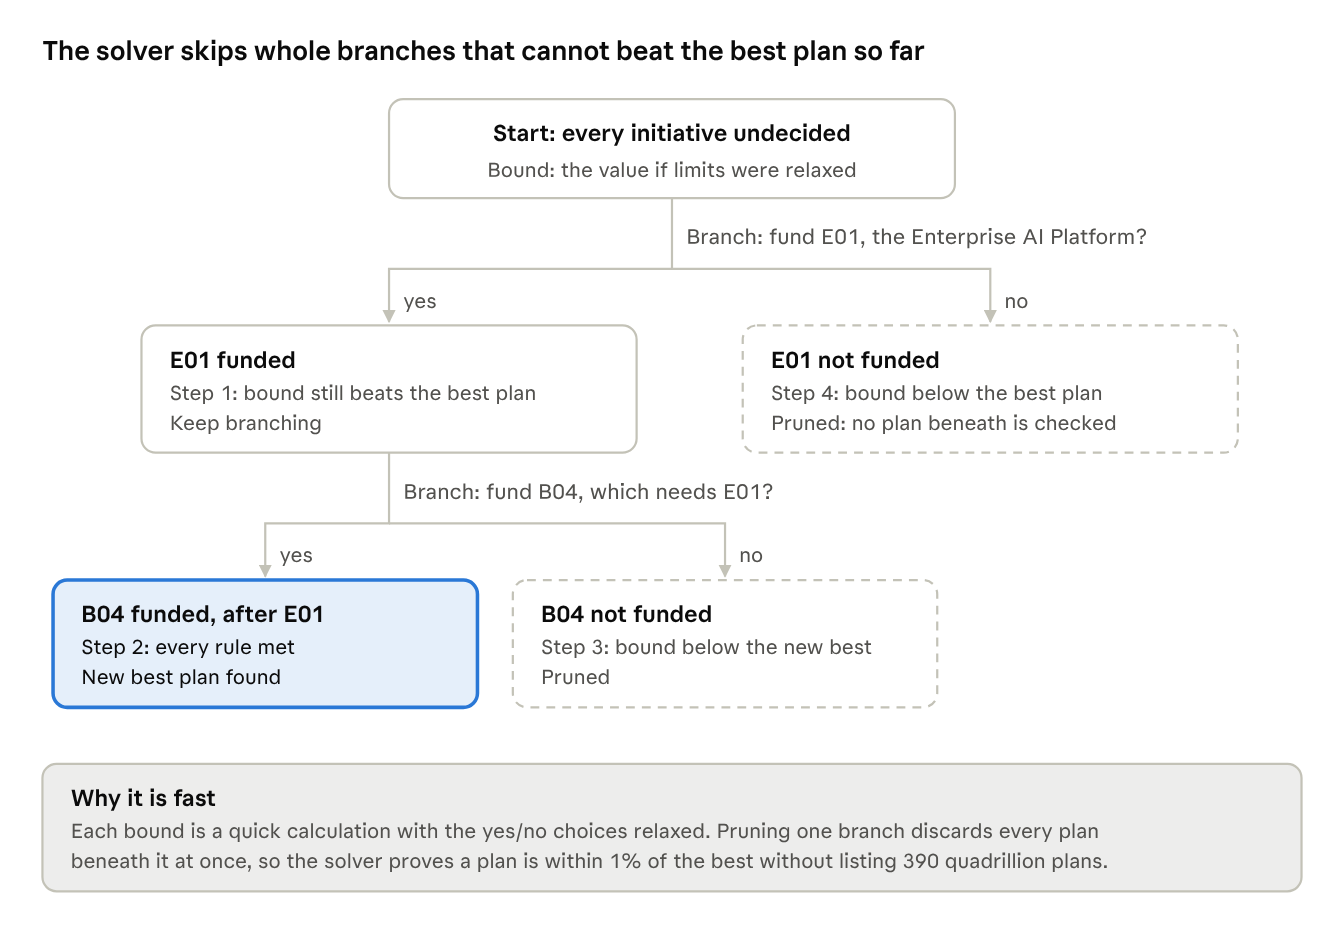 The solver skips whole branches that cannot beat the best plan so far
Start: every initiative undecided
Bound: the value if limits were relaxed
Branch: fund E01, the Enterprise AI Platform?
yes
no
E01 funded
Step 1: bound still beats the best plan
Keep branching
E01 not funded
Step 4: bound below the best plan
Pruned: no plan beneath is checked
Branch: fund B04, which needs E01?
yes
no
B04 funded, after E01
Step 2: every rule met
New best plan found
B04 not funded
Step 3: bound below the new best
Pruned
Why it is fast
Each bound is a quick calculation with the yes/no choices relaxed. Pruning one branch discards every plan
beneath it at once, so the solver proves a plan is within 1% of the best without listing 390 quadrillion plans.